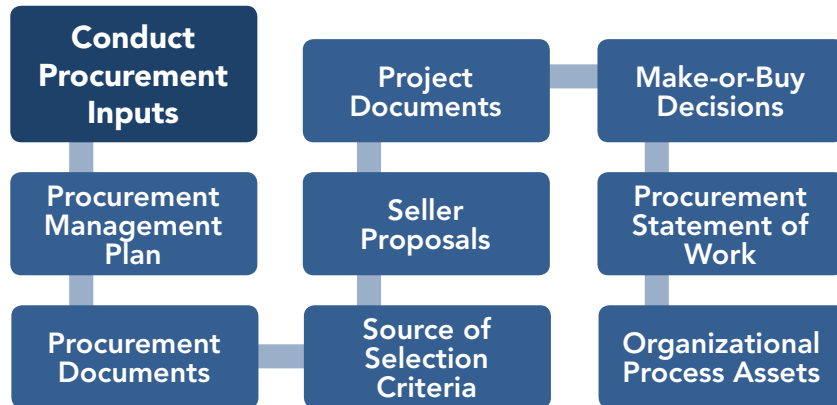 Conduct
Procurement
Inputs
Procurement
Management
Plan
Procurement
Documents
Source of
Selection
Criteria
Seller
Proposals
Project
Documents
Make-or-Buy
Decisions
Procurement
Statement of
Work
Organizational
Process Assets